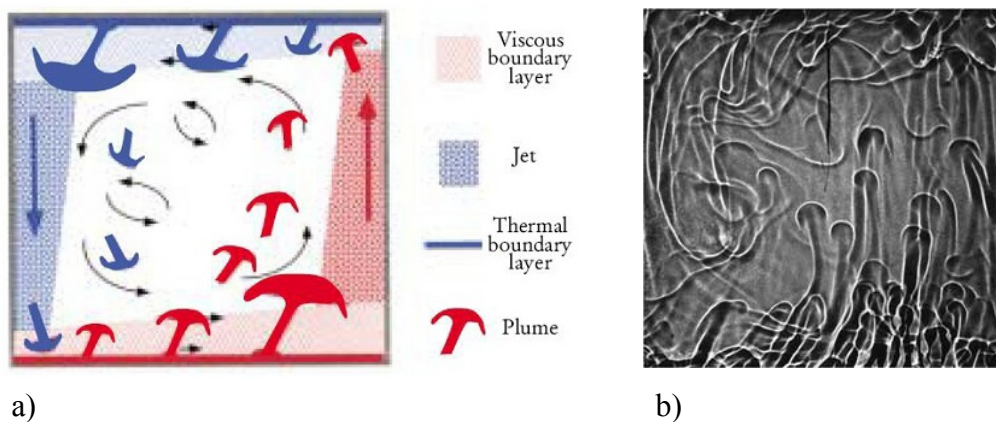 Viscous
boundary
layer
Jet
Thermal
boundary
layer
Plume
a)
b)